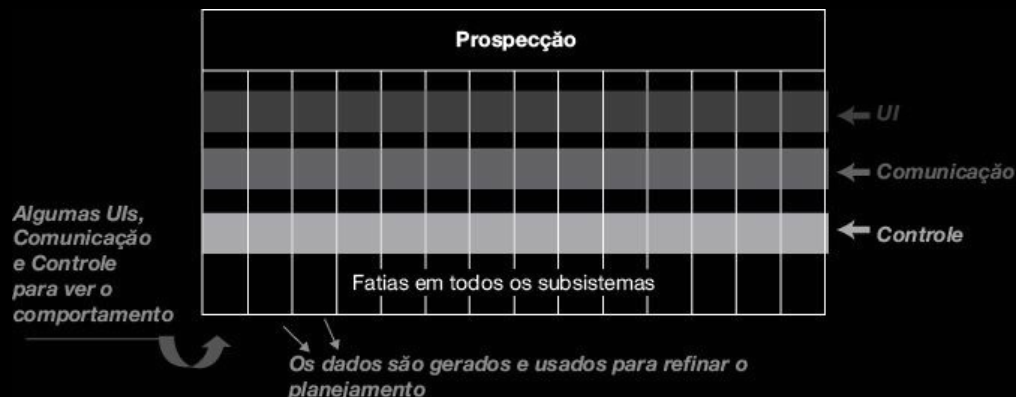 Prospecção
UI
Comunicação
Controle
Algumas UIs,
Comunicação
e Controle
para ver o
comportamento
Fatias em todos os subsistemas
Os dados são gerados e usados para refinar o
planejamento